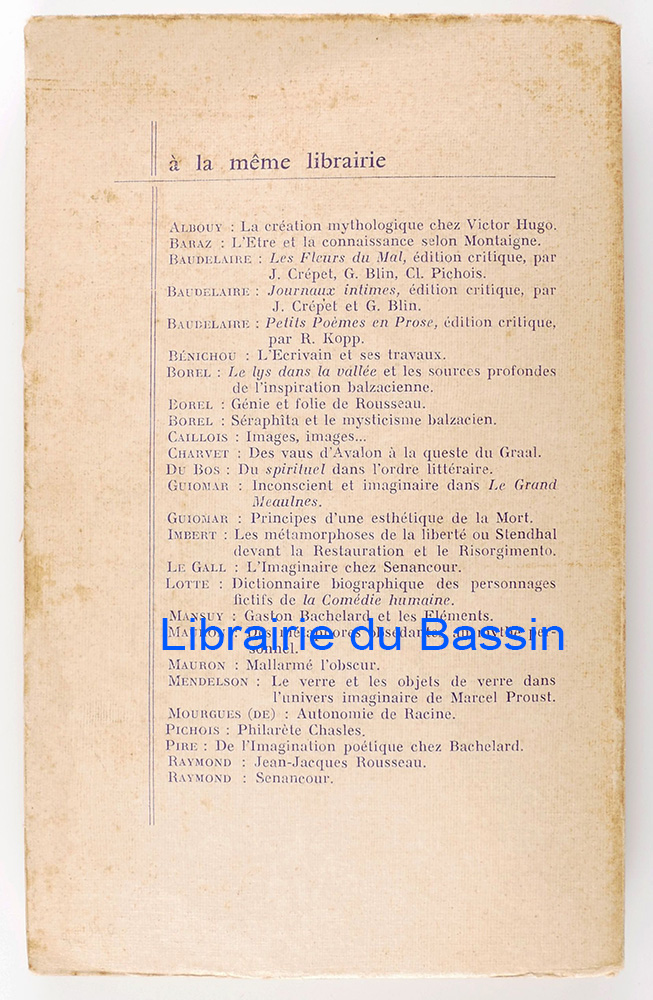 à la même librairie
ALBOUY : La création mythologique chez Victor Hugo.
BARAZ : L'Etre et la connaissance selon Montaigne.
BAUDELAIRE : Les Fleurs du Mal, édition critique, par
J. Crépet, G. Blin, Cl. Pichois.
BAUDELAIRE : Journaux intimes, édition critique, par
J. Crépet et G. Blin.
BAUDELAIRE : Petits Poèmes en Prose, édition critique,
par R. Kopp.
BÉNICHOU : L'Ecrivain et ses travaux.
BOREL : Le lys dans la vallée et les sources profondes
de l'inspiration balzacienne.
BOREL : Génie et folie de Rousseau.
BOREL : Séraphîta et le mysticisme balzacien.
CAILLOIS : Images, images...
CHARVET : Des vaus d'Avalon à la queste du Graal.
DU BOS : Du spirituel dans l'ordre littéraire.
GUIOMAR : Inconscient et imaginaire dans Le Grand
Meaulnes.
GUIOMAR : Principes d'une esthétique de la Mort.
IMBERT : Les métamorphoses de la liberté ou Stendhal
devant la Restauration et le Risorgimento.
LE GALL : L'Imaginaire chez Senancour.
LOTTE : Dictionnaire biographique des personnages
fictifs de la Comédie humaine.
MANSUY : Gaston Bachelard et les Eléments.
MAURON : Des métaphores obsédantes au mythe per-
sonnel.
Librairie du Bassin
MAURON : Mallarmé l'obscur.
MENDELSON : Le verre et les objets de verre dans
l'univers imaginaire de Marcel Proust.
MOURGUES (DE) : Autonomie de Racine.
PICHOIS : Philarète Chasles.
PIRE : De l'Imagination poétique chez Bachelard.
RAYMOND : Jean-Jacques Rousseau.
RAYMOND : Senancour.